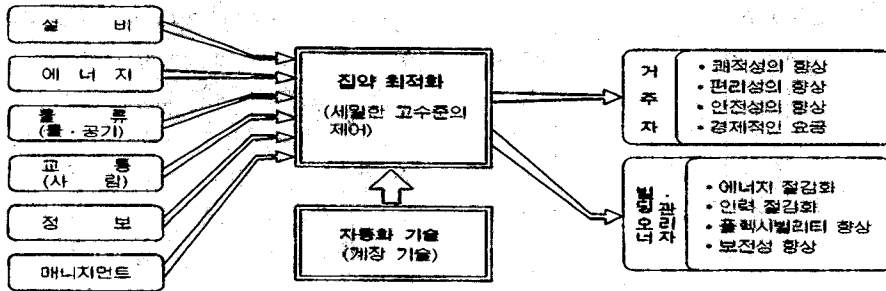 설 비
에 너 지
물 류
(물·공기)
교 통
(사 람)
정 보
매니지먼트
집약 최적화
(세밀한 고수준의
제어)
자동화 기술
(계장 기술)
거
주
자
• 쾌적성의 향상
• 편리성의 향상
• 안전성의 향상
• 경제적인 요금
빌딩오너
·관리자
• 에너지 절감화
• 인력 절감화
• 플렉시빌리티 향상
• 보전성 향상